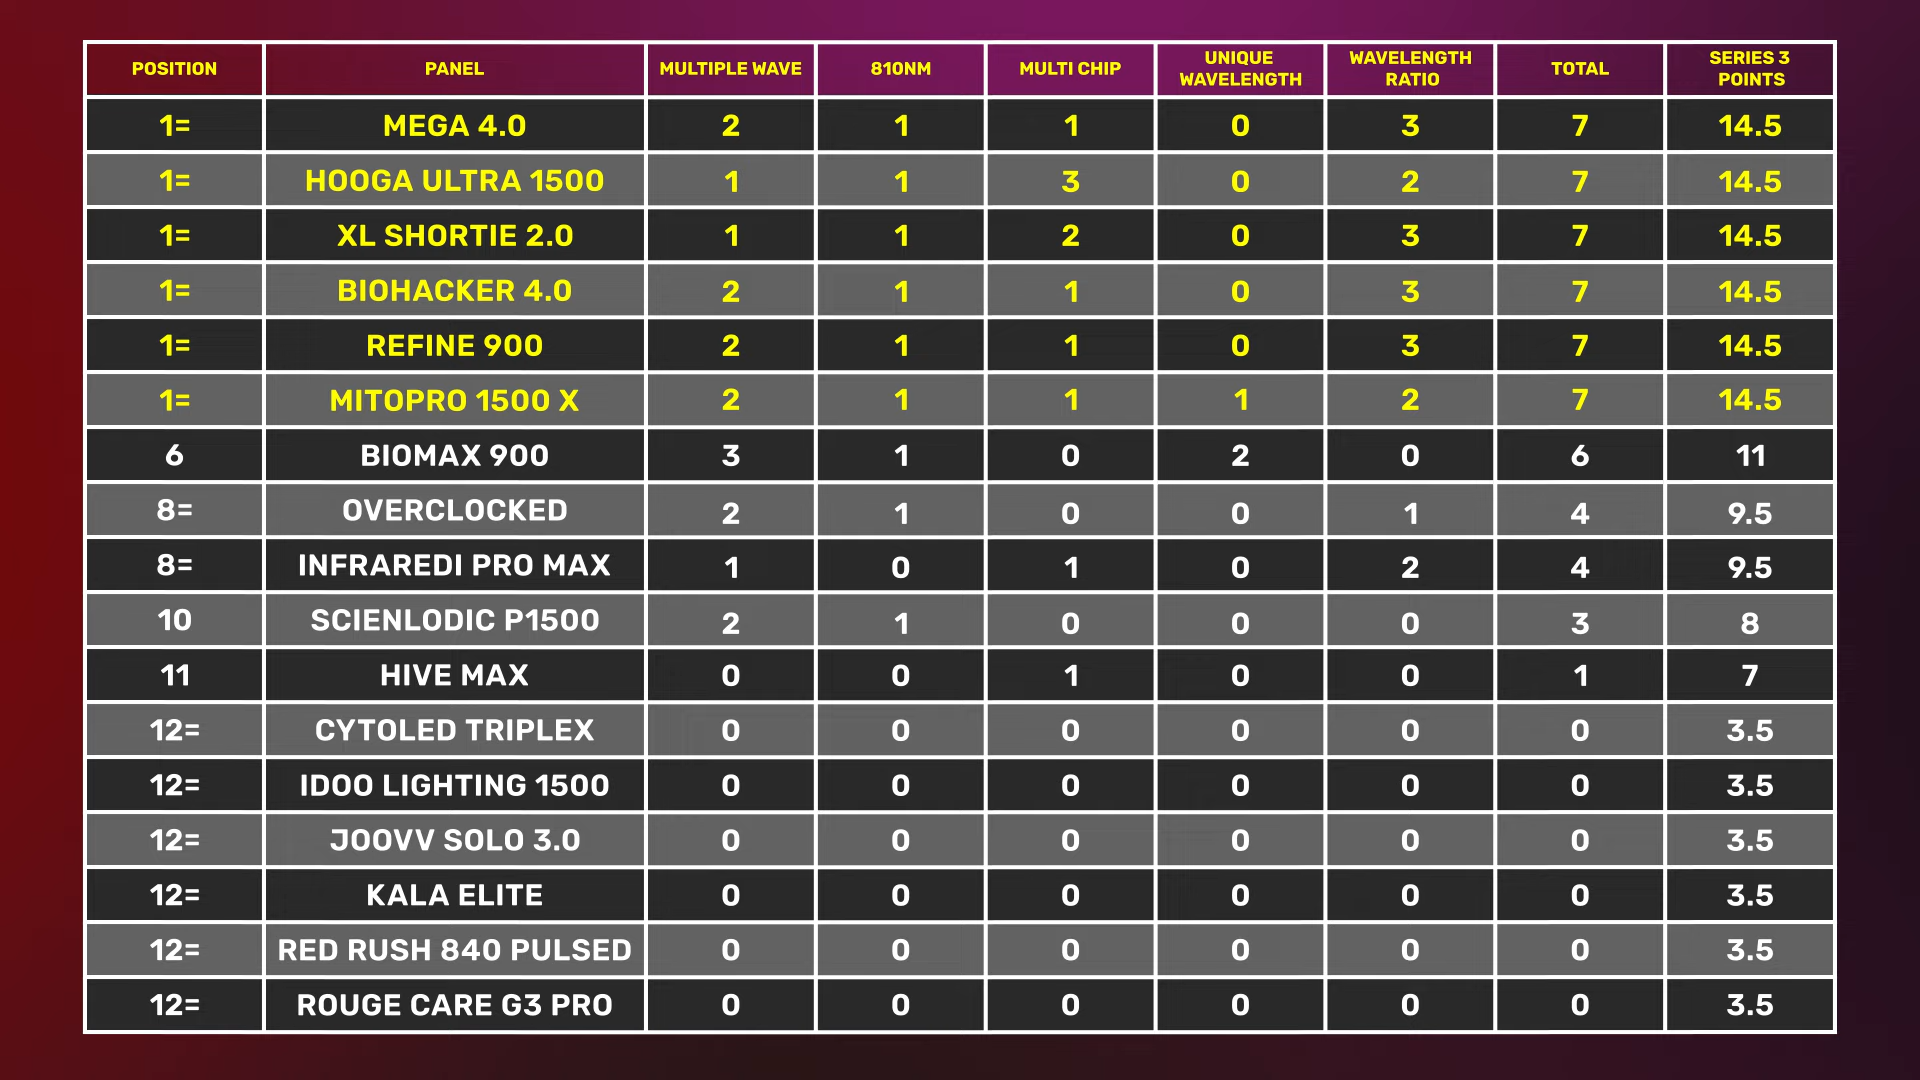 POSITION PANEL MULTIPLE WAVE 810NM MULTI CHIP UNIQUE WAVELENGTH WAVELENGTH RATIO TOTAL SERIES 3 POINTS
1= MEGA 4.0 2 1 1 0 3 7 14.5
1= HOOGA ULTRA 1500 1 1 3 0 2 7 14.5
1= XL SHORTIE 2.0 1 1 2 0 3 7 14.5
1= BIOHACKER 4.0 2 1 1 0 3 7 14.5
1= REFINE 900 2 1 1 0 3 7 14.5
1= MITOPRO 1500 X 2 1 1 1 2 7 14.5
6 BIOMAX 900 3 1 0 2 0 6 11
8= OVERCLOCKED 2 1 0 0 1 4 9.5
8= INFRAREDI PRO MAX 1 0 1 0 2 4 9.5
10 SCIENLODIC P1500 2 1 0 0 0 3 8
11 HIVE MAX 0 0 1 0 0 1 7
12= CYTOLED TRIPLEX 0 0 0 0 0 0 3.5
12= IDOO LIGHTING 1500 0 0 0 0 0 0 3.5
12= JOOVV SOLO 3.0 0 0 0 0 0 0 3.5
12= KALA ELITE 0 0 0 0 0 0 3.5
12= RED RUSH 840 PULSED 0 0 0 0 0 0 3.5
12= ROUGE CARE G3 PRO 0 0 0 0 0 0 3.5